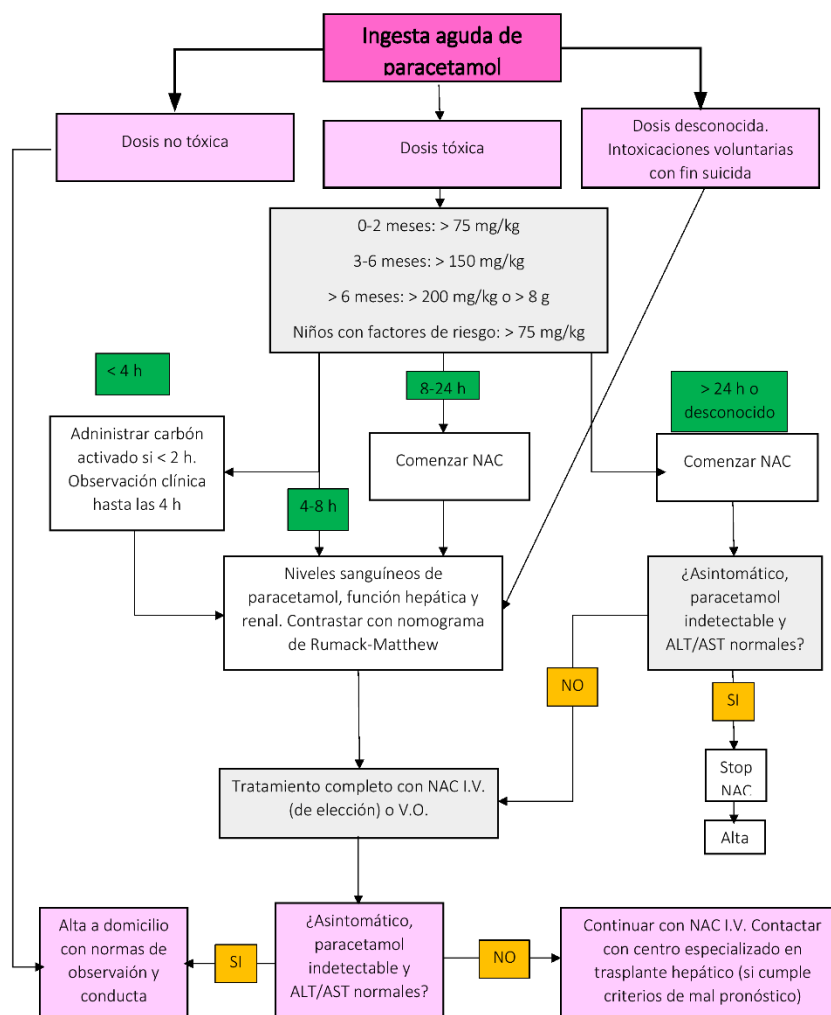 Ingesta aguda de
paracetamol
Dosis no tóxica
Dosis tóxica
Dosis desconocida.
Intoxicaciones voluntarias
con fin suicida
0-2 meses: > 75 mg/kg
3-6 meses: > 150 mg/kg
> 6 meses: > 200 mg/kg o > 8 g
Niños con factores de riesgo: > 75 mg/kg
< 4 h
8-24 h
> 24 h o
desconocido
Adninistrar carbón
activado si < 2 h.
Observación clínica
hasta las 4 h
Comenzar NAC
Comenzar NAC
4-8 h
Niveles sanguíneos de
paracetamol, función hepática y
renal. Contrastar con nomograma
de Rumack-Matthew
¿Asintomático,
paracetamol
indetectable y
ALT/AST normales?
NO
SI
Stop
NAC
Alta
Tratamiento completo con NAC I.V.
(de elección) o V.O.
Alta a domicilio
con normas de
observaión y
conducta
SI
¿Asintomático,
paracetamol
indetectable y
ALT/AST normales?
NO
Continuar con NAC I.V. Contactar
con centro especializado en
trasplante hepático (si cumple
criterios de mal pronóstico)